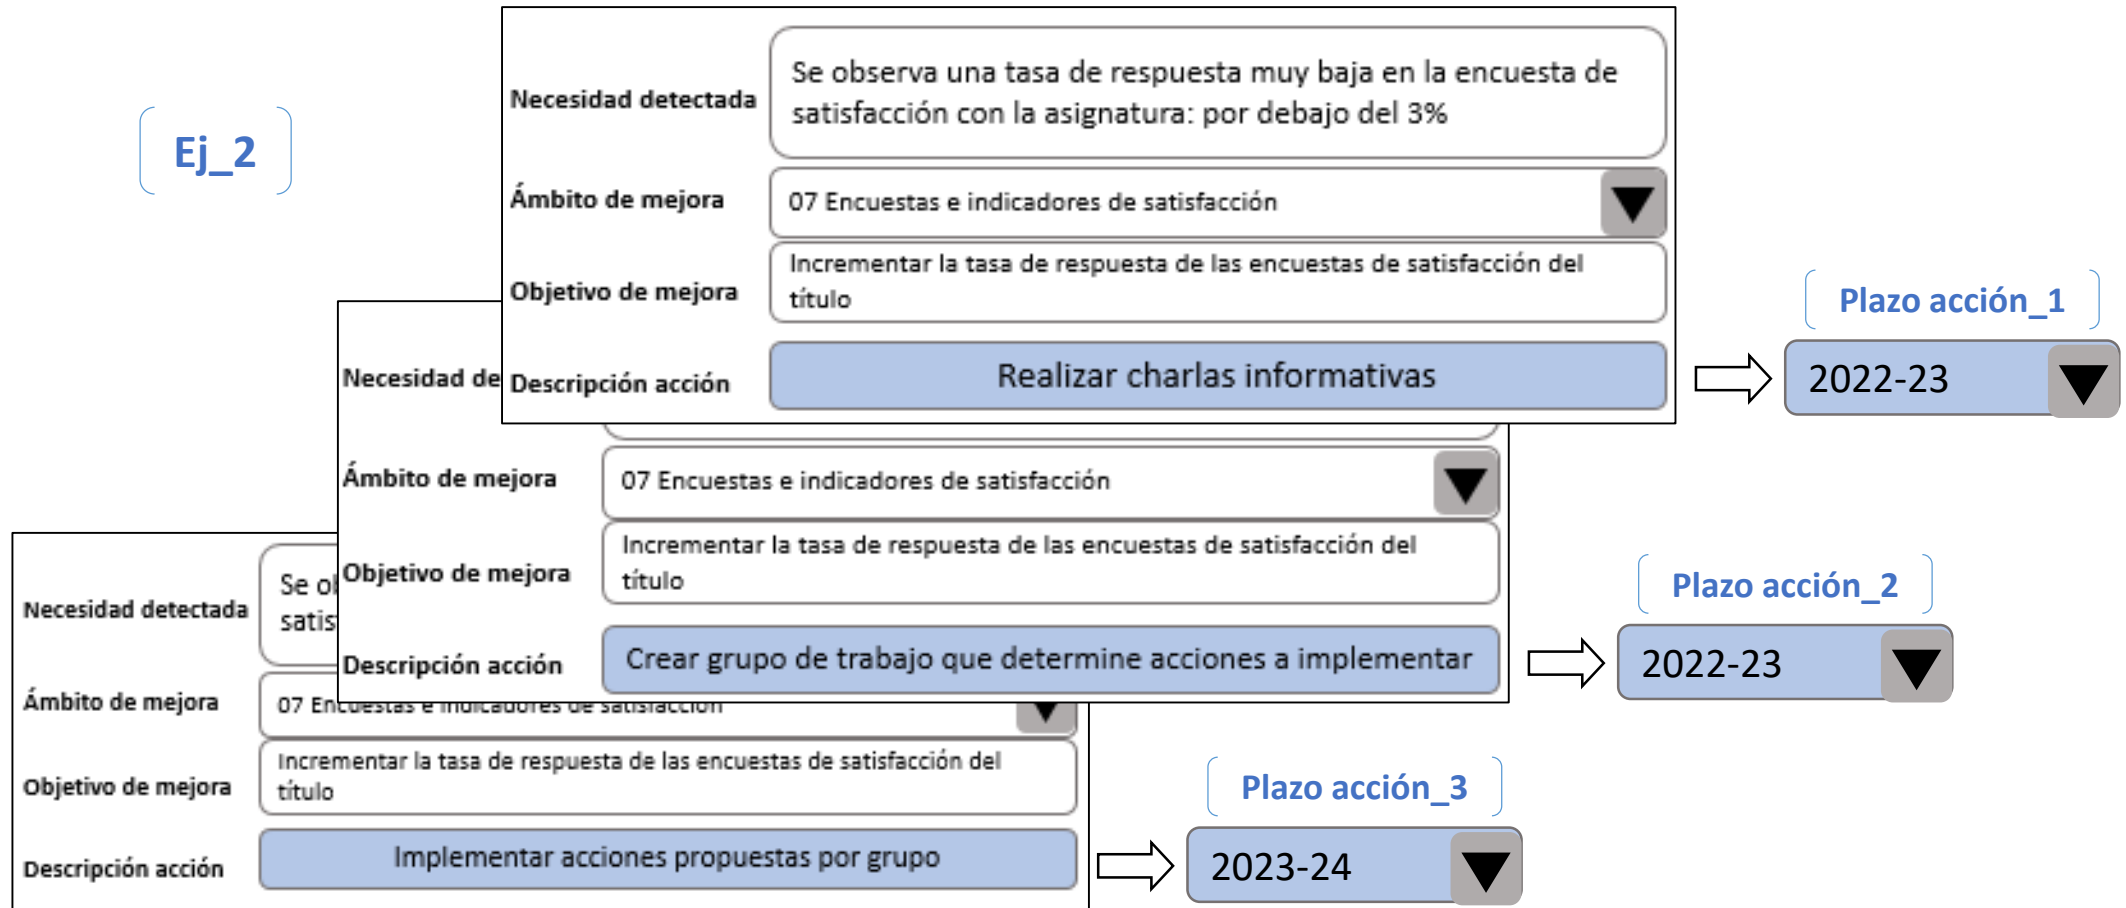 Ej_2
Necesidad detectada
Se observa una tasa de respuesta muy baja en la encuesta de
satisfacción con la asignatura: por debajo del 3%
Ámbito de mejora
07 Encuestas e indicadores de satisfacción
Objetivo de mejora
Incrementar la tasa de respuesta de las encuestas de satisfacción del
título
Descripción acción
Realizar charlas informativas
Plazo acción_1
2022-23
Necesidad de
Ámbito de mejora
07 Encuestas e indicadores de satisfacción
Objetivo de mejora
Incrementar la tasa de respuesta de las encuestas de satisfacción del
título
Descripción acción
Crear grupo de trabajo que determine acciones a implementar
Plazo acción_2
2022-23
Necesidad detectada
Se
satis
Ámbito de mejora
07 Encuestas e indicadores de satisfacción
Objetivo de mejora
Incrementar la tasa de respuesta de las encuestas de satisfacción del
título
Descripción acción
Implementar acciones propuestas por grupo
Plazo acción_3
2023-24